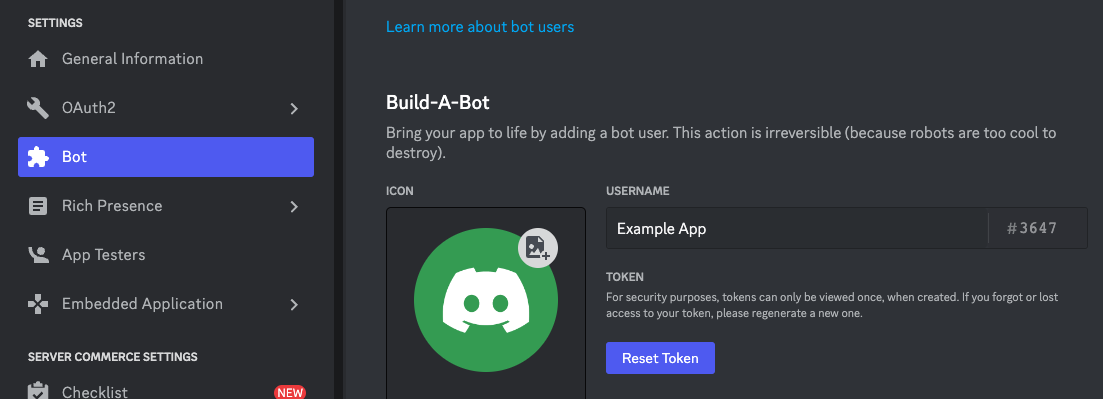 SETTINGS
General Information
OAuth2
Bot
Rich Presence
App Testers
Embedded Application
SERVER COMMERCE SETTINGS
Checklist
NEW
Learn more about bot users
Build-A-Bot
Bring your app to life by adding a bot user. This action is irreversible (because robots are too cool to
destroy).
ICON
USERNAME
Example App
#3647
TOKEN
For security purposes, tokens can only be viewed once, when created. If you forgot or lost
access to your token, please regenerate a new one.
Reset Token